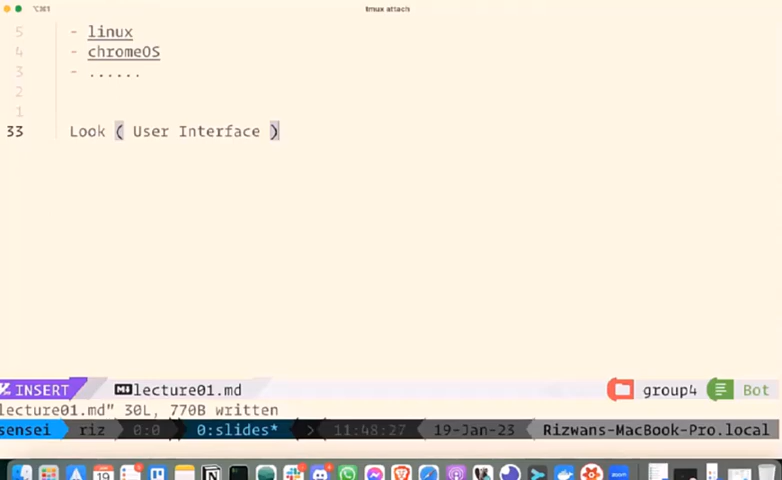 ⌥⌘1 tmux attach
5 - linux
4 - chromeOS
3 - ......
2
1
33 Look ( User Interface )
INSERT lecture01.md group4 Bot
lecture01.md" 30L, 770B written
sensei riz 0:0 0:slides* 11:48:27 19-Jan-23 Rizwans-MacBook-Pro.local
19